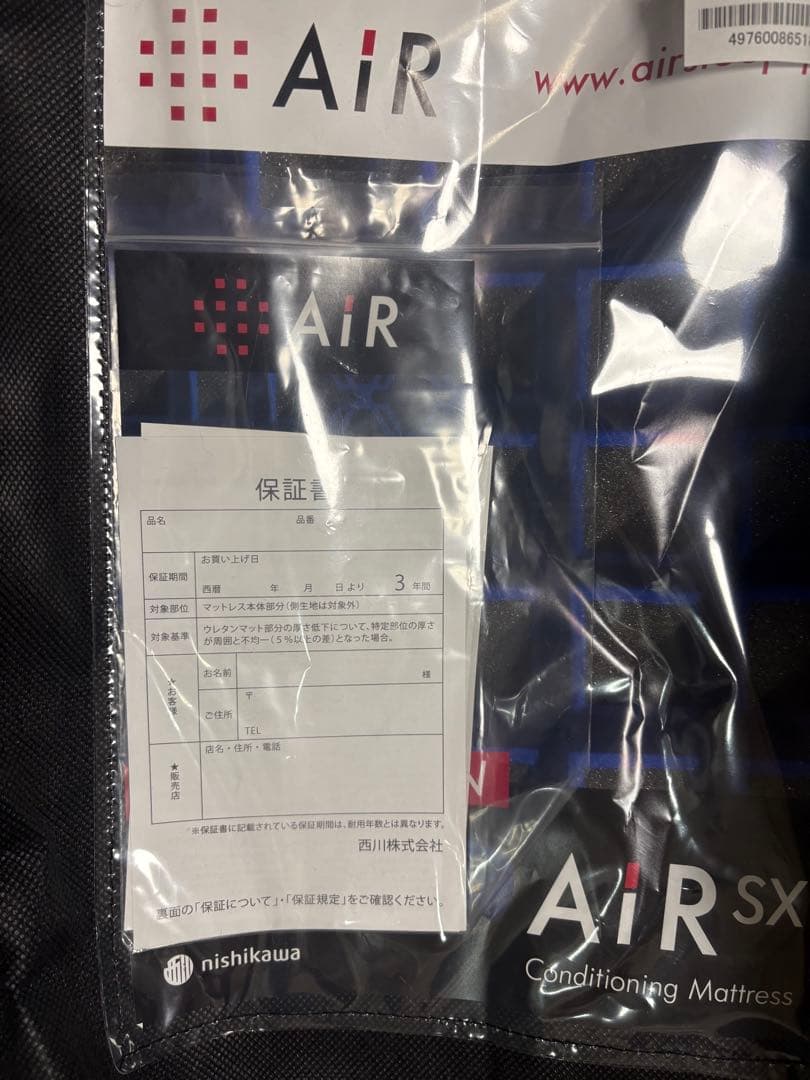 AiR
www.air
49760086518
AiR
保証書
品名 品番
保証期間
お買い上げ日
西暦 年 月 日より 3 年間
対象部位 マットレス本体部分(側生地は対象外)
対象基準 ウレタンマット部分の厚さ低下について、特定部位の厚さ
が周囲と不均一(5%以上の差)となった場合。
★お客様
お名前 様
ご住所 〒
TEL
★販売店
店名・住所・電話
N
※保証書に記載されている保証期間は、耐用年数とは異なります。
西川株式会社
裏面の「保証について」・「保証規定」をご確認ください。
nishikawa
AiR SX
Conditioning Mattress